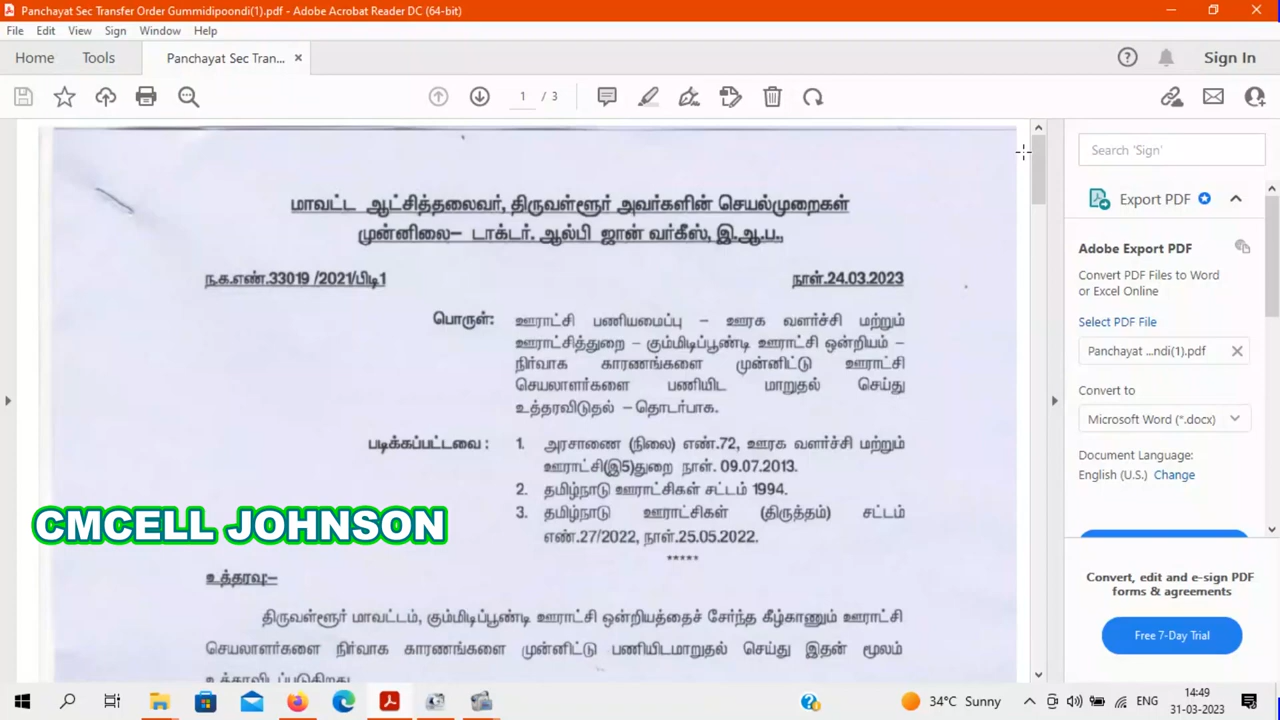 Panchayat Sec Transfer Order Gummidipoondi(1).pdf - Adobe Acrobat Reader DC (64-bit)
File Edit View Sign Window Help
Home Tools Panchayat Sec Tran... Sign In
1 / 3
Search 'Sign'
மாவட்ட ஆட்சித்தலைவர், திருவள்ளூர் அவர்களின் செயல்முறைகள்
முன்னிலை– டாக்டர். ஆல்பி ஜான் வர்கீஸ், இ.ஆ.ப.,
ந.க.எண்.33019 /2021/பிடி1 நாள்.24.03.2023
பொருள்: ஊராட்சி பணியமைப்பு – ஊரக வளர்ச்சி மற்றும்
ஊராட்சித்துறை – கும்மிடிப்பூண்டி ஊராட்சி ஒன்றியம் –
நிர்வாக காரணங்களை முன்னிட்டு ஊராட்சி
செயலாளர்களை பணியிட மாறுதல் செய்து
உத்தரவிடுதல் – தொடர்பாக.
படிக்கப்பட்டவை : 1. அரசாணை (நிலை) எண்.72, ஊரக வளர்ச்சி மற்றும்
ஊராட்சி(இ5)துறை நாள். 09.07.2013.
2. தமிழ்நாடு ஊராட்சிகள் சட்டம் 1994.
3. தமிழ்நாடு ஊராட்சிகள் (திருத்தம்) சட்டம்
எண்.27/2022, நாள்.25.05.2022.
*****
உத்தரவு:–
திருவள்ளூர் மாவட்டம், கும்மிடிப்பூண்டி ஊராட்சி ஒன்றியத்தைச் சேர்ந்த கீழ்காணும் ஊராட்சி
செயலாளர்களை நிர்வாக காரணங்களை முன்னிட்டு பணியிடமாறுதல் செய்து இதன் மூலம்
உத்தரவிடப்படுகிறது
CMCELL JOHNSON
Export PDF
Adobe Export PDF
Convert PDF Files to Word
or Excel Online
Select PDF File
Panchayat ...ndi(1).pdf
Convert to
Microsoft Word (*.docx)
Document Language:
English (U.S.) Change
Convert, edit and e-sign PDF
forms & agreements
Free 7-Day Trial
34°C Sunny ENG 14:49
31-03-2023